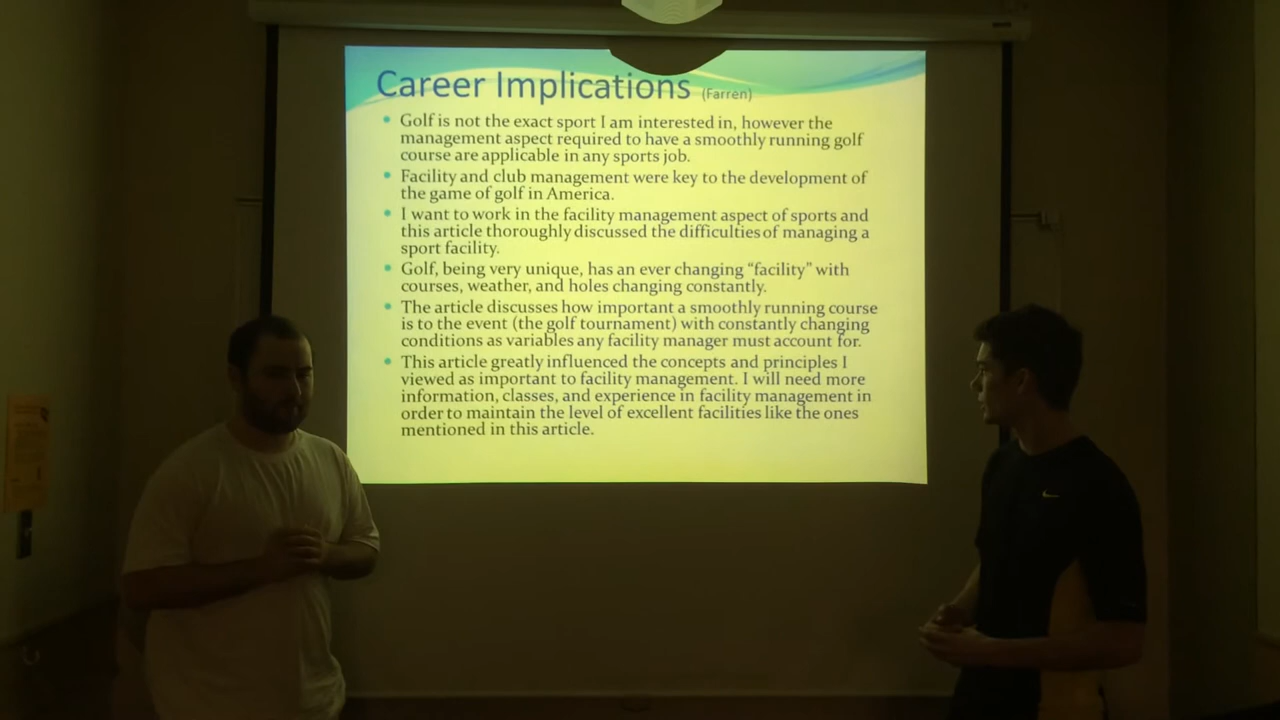 Career Implications (Farren)
Golf is not the exact sport I am interested in, however the
management aspect required to have a smoothly running golf
course are applicable in any sports job.
Facility and club management were key to the development of
the game of golf in America.
I want to work in the facility management aspect of sports and
this article thoroughly discussed the difficulties of managing a
sport facility.
Golf, being very unique, has an ever changing “facility” with
courses, weather, and holes changing constantly.
The article discusses how important a smoothly running course
is to the event (the golf tournament) with constantly changing
conditions as variables any facility manager must account for.
This article greatly influenced the concepts and principles I
viewed as important to facility management. I will need more
information, classes, and experience in facility management in
order to maintain the level of excellent facilities like the ones
mentioned in this article.